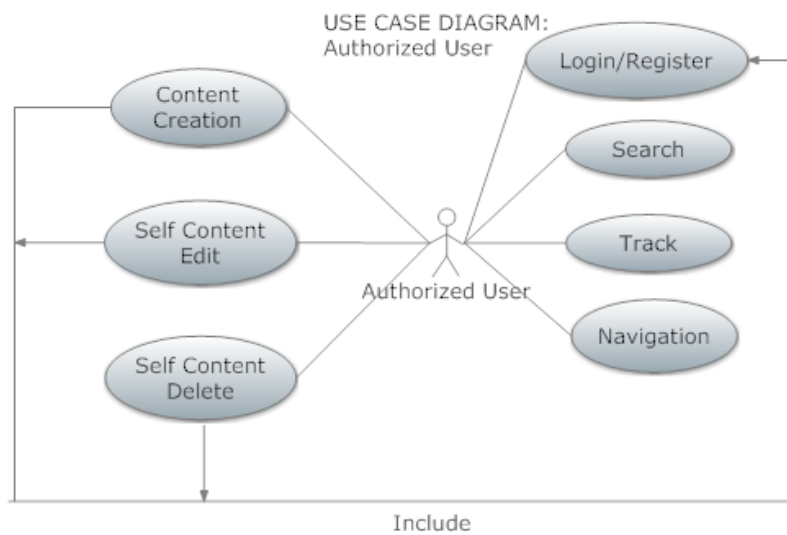 USE CASE DIAGRAM:
Authorized User
Login/Register
Content
Creation
Search
Self Content
Edit
Track
Authorized User
Navigation
Self Content
Delete
Include